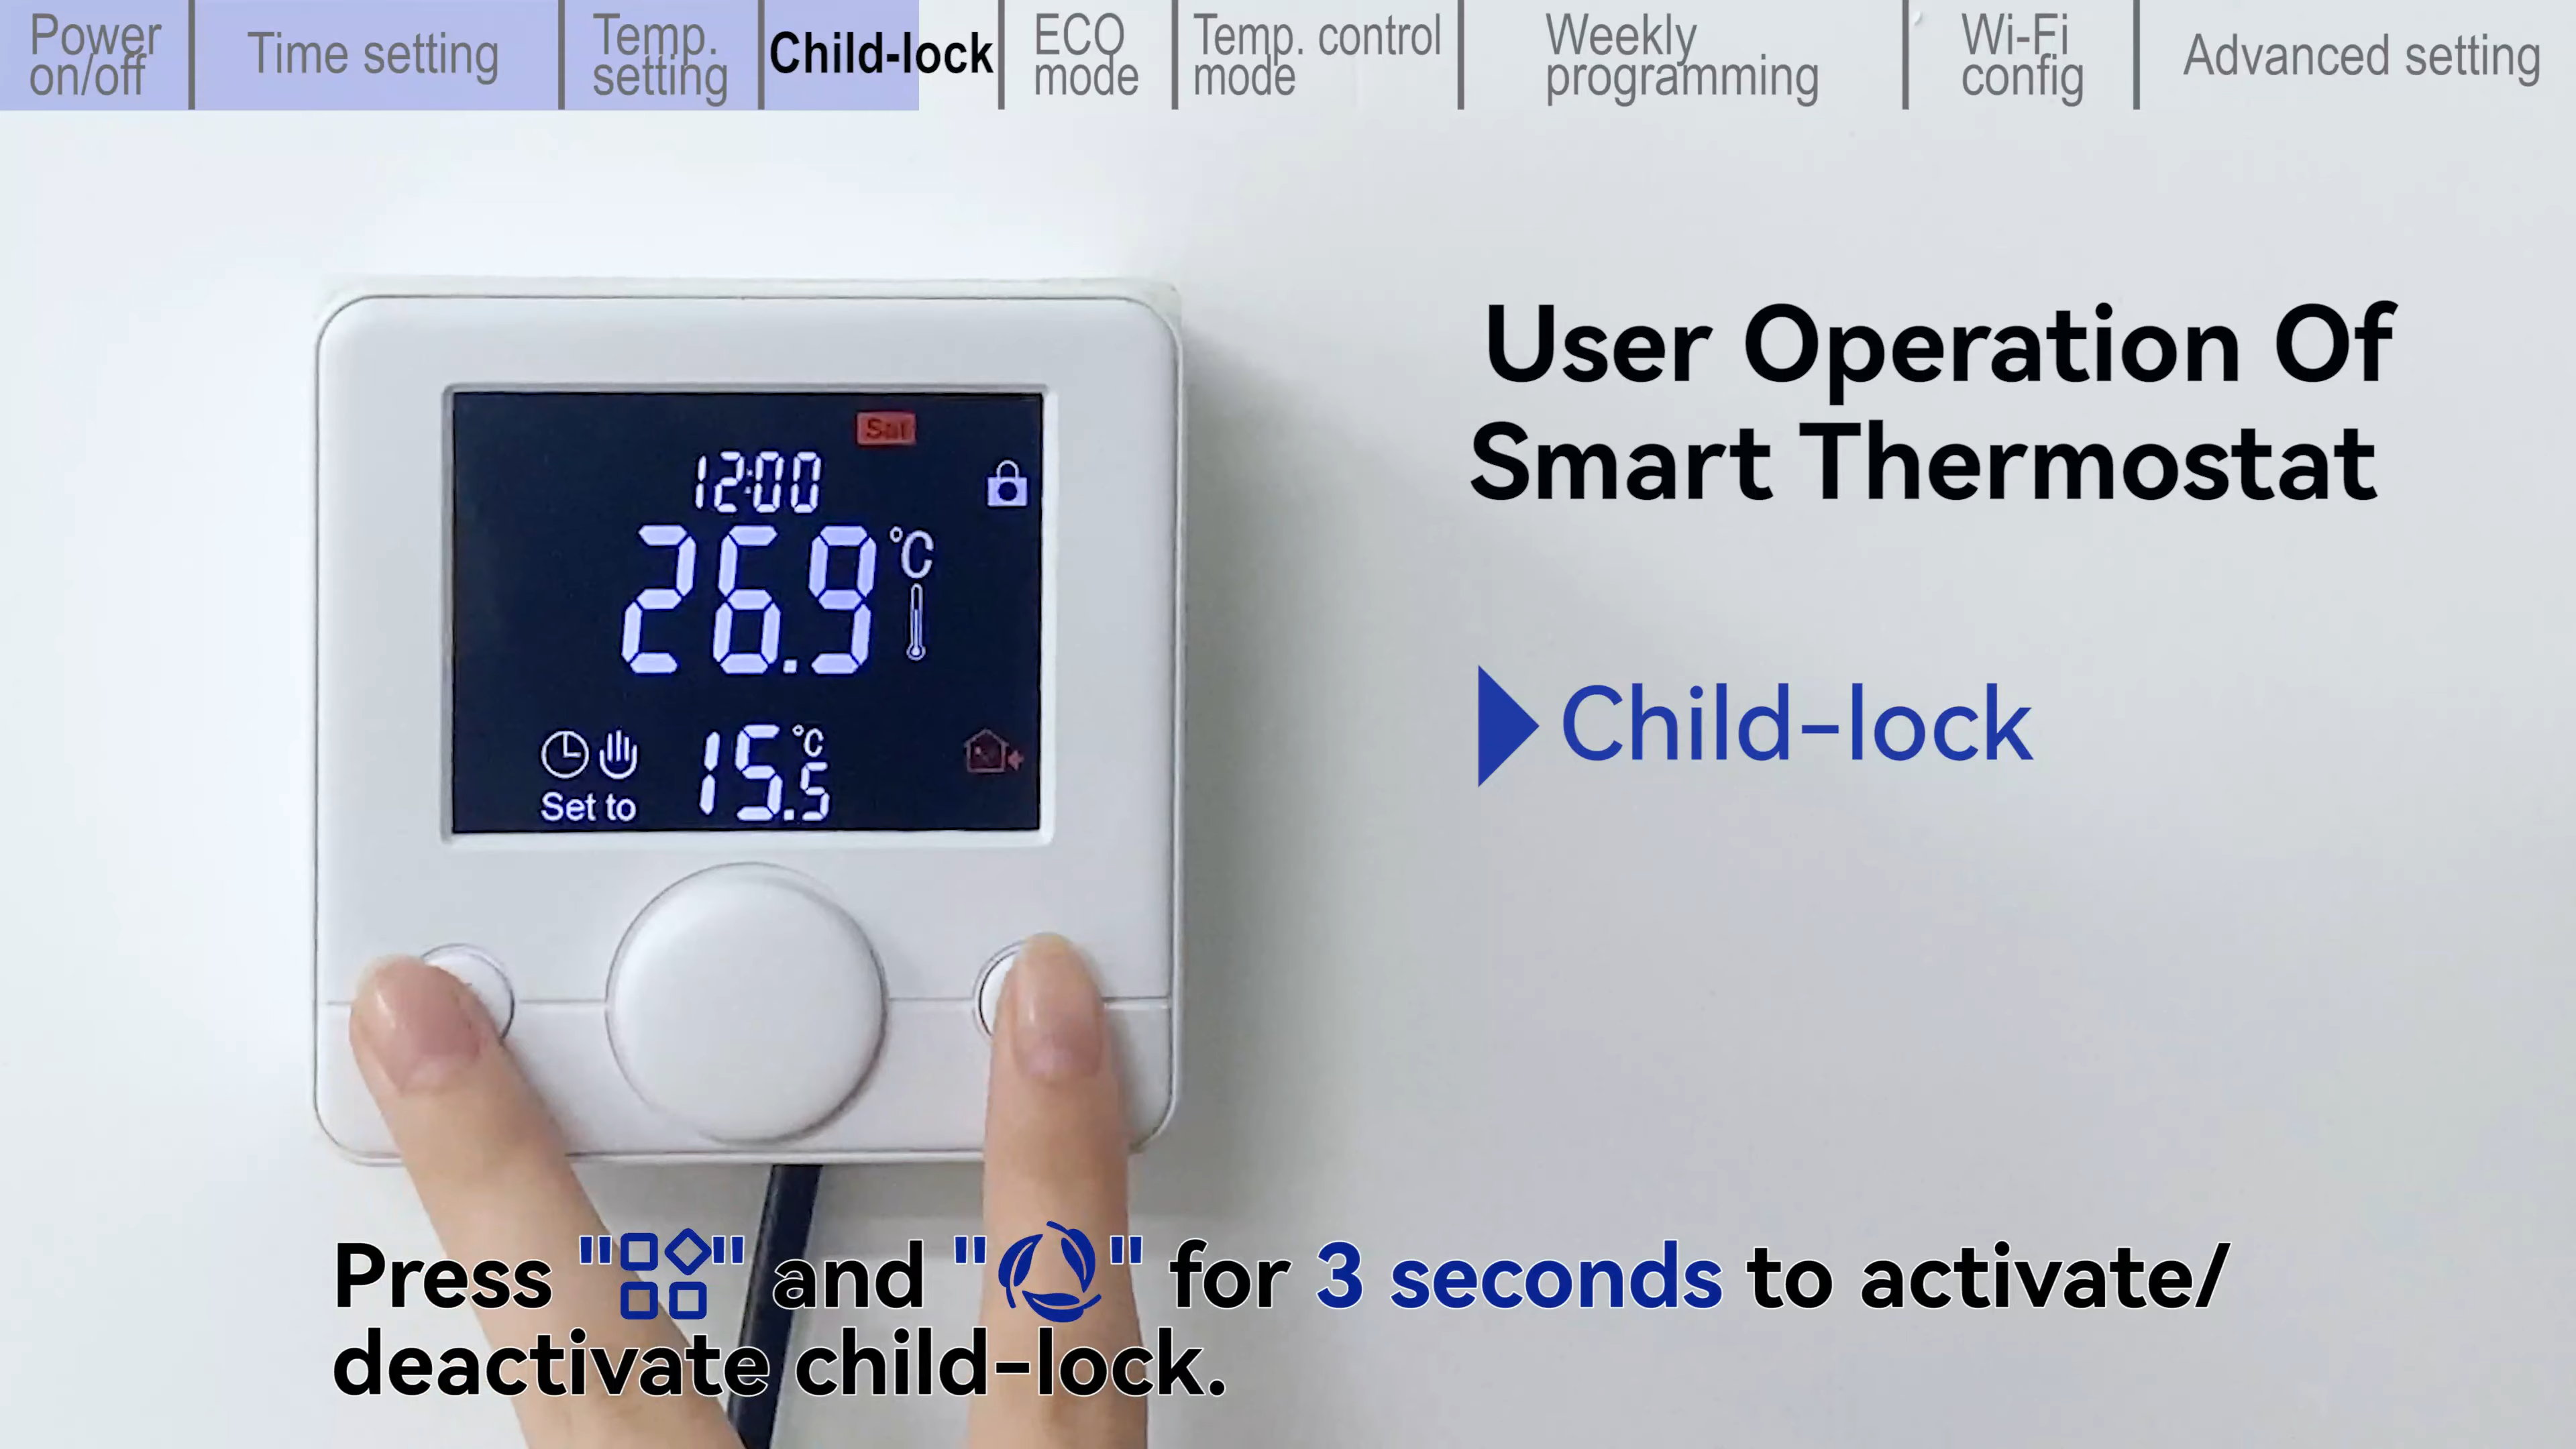 Power
on/off
Time setting
Temp.
setting
Child-lock
ECO
mode
Temp. control
mode
Weekly
programming
Wi-Fi
config
Advanced setting
Sat
12:00
26.9 °C
Set to
15.5 °C
User Operation Of
Smart Thermostat
Child-lock
Press "" and "" for 3 seconds to activate/
deactivate child-lock.